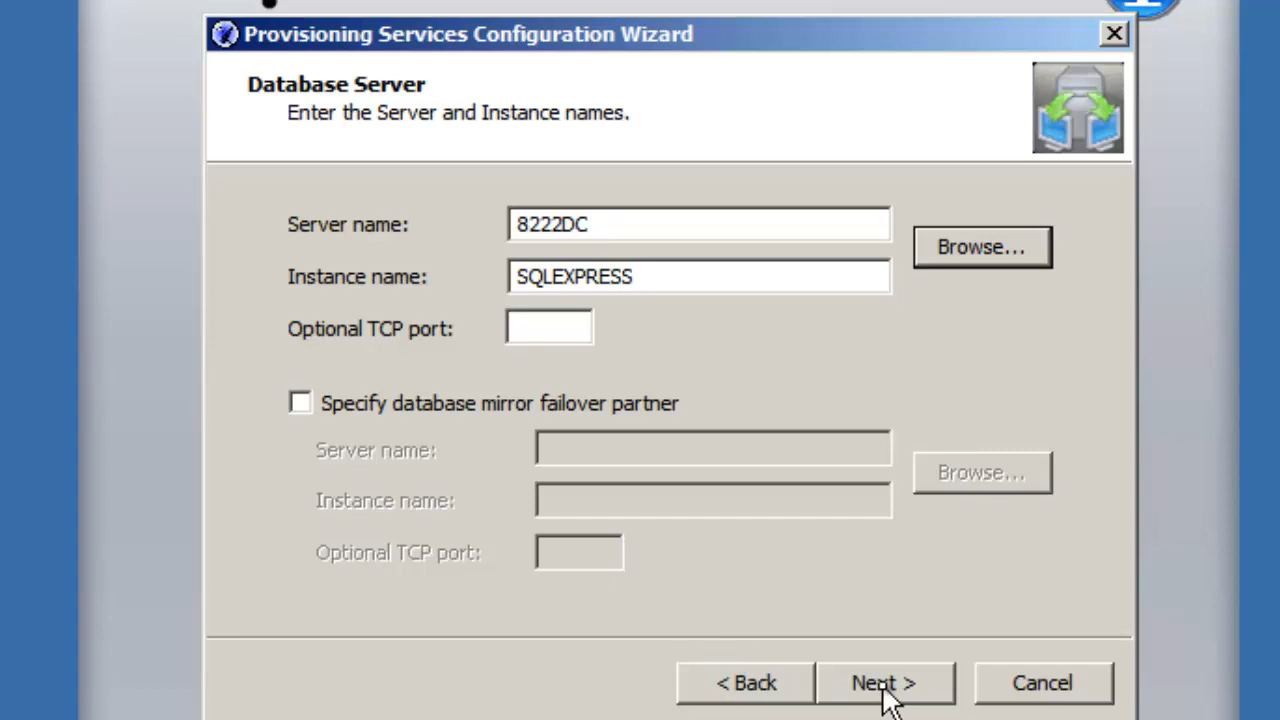 Provisioning Services Configuration Wizard
Database Server
Enter the Server and Instance names.
Server name: 8222DC
Browse...
Instance name: SQLEXPRESS
Optional TCP port:
Specify database mirror failover partner
Server name:
Browse...
Instance name:
Optional TCP port:
< Back Next > Cancel